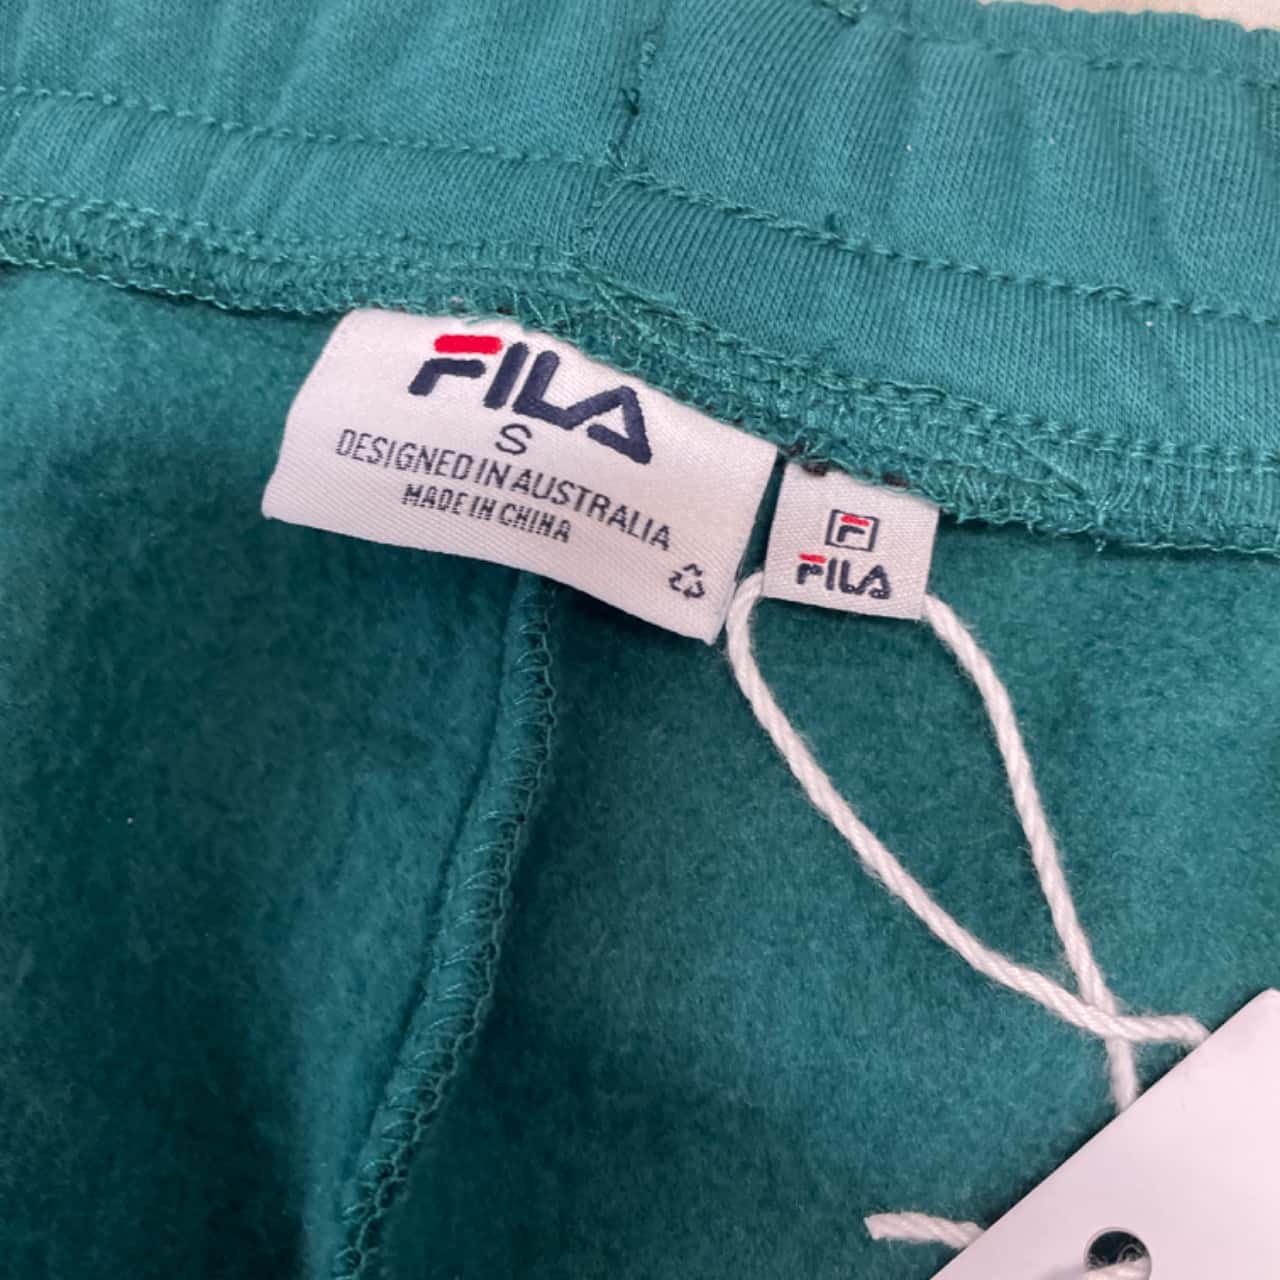 FILA
S
DESIGNED IN AUSTRALIA
MADE IN CHINA
F
FILA